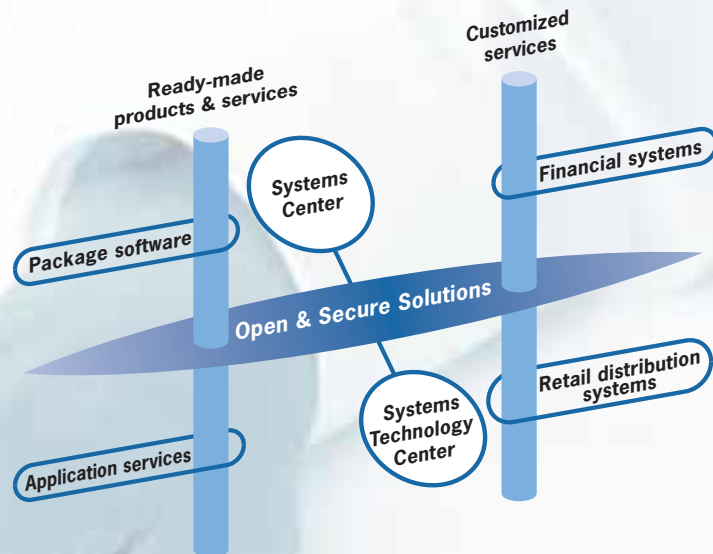 Ready-made
products & services
Customized
services
Systems
Center
Financial systems
Package software
Open & Secure Solutions
Retail distribution
systems
Systems
Technology
Center
Application services